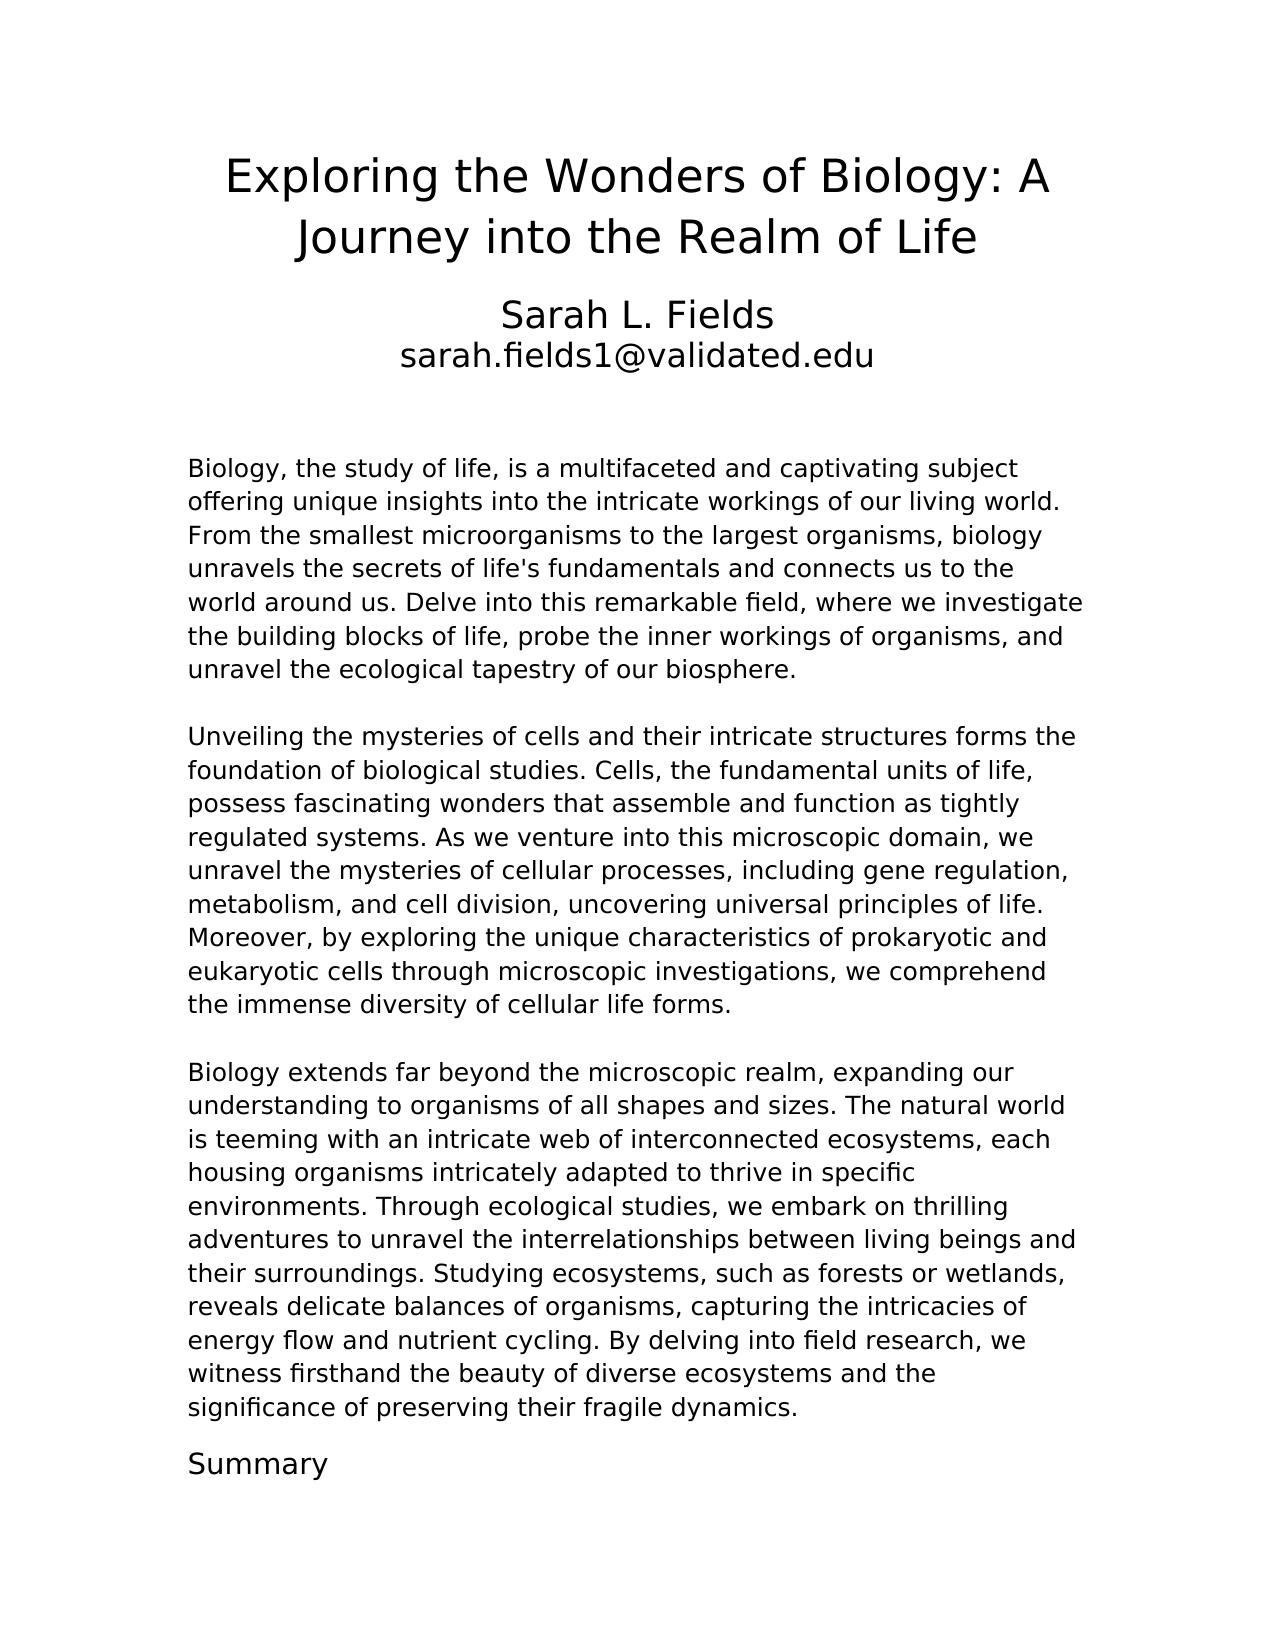 Exploring the Wonders of Biology: A
Journey into the Realm of Life
Sarah L. Fields
sarah.fields1@validated.edu
Biology, the study of life, is a multifaceted and captivating subject
offering unique insights into the intricate workings of our living world.
From the smallest microorganisms to the largest organisms, biology
unravels the secrets of life's fundamentals and connects us to the
world around us. Delve into this remarkable field, where we investigate
the building blocks of life, probe the inner workings of organisms, and
unravel the ecological tapestry of our biosphere.
Unveiling the mysteries of cells and their intricate structures forms the
foundation of biological studies. Cells, the fundamental units of life,
possess fascinating wonders that assemble and function as tightly
regulated systems. As we venture into this microscopic domain, we
unravel the mysteries of cellular processes, including gene regulation,
metabolism, and cell division, uncovering universal principles of life.
Moreover, by exploring the unique characteristics of prokaryotic and
eukaryotic cells through microscopic investigations, we comprehend
the immense diversity of cellular life forms.
Biology extends far beyond the microscopic realm, expanding our
understanding to organisms of all shapes and sizes. The natural world
is teeming with an intricate web of interconnected ecosystems, each
housing organisms intricately adapted to thrive in specific
environments. Through ecological studies, we embark on thrilling
adventures to unravel the interrelationships between living beings and
their surroundings. Studying ecosystems, such as forests or wetlands,
reveals delicate balances of organisms, capturing the intricacies of
energy flow and nutrient cycling. By delving into field research, we
witness firsthand the beauty of diverse ecosystems and the
significance of preserving their fragile dynamics.
Summary